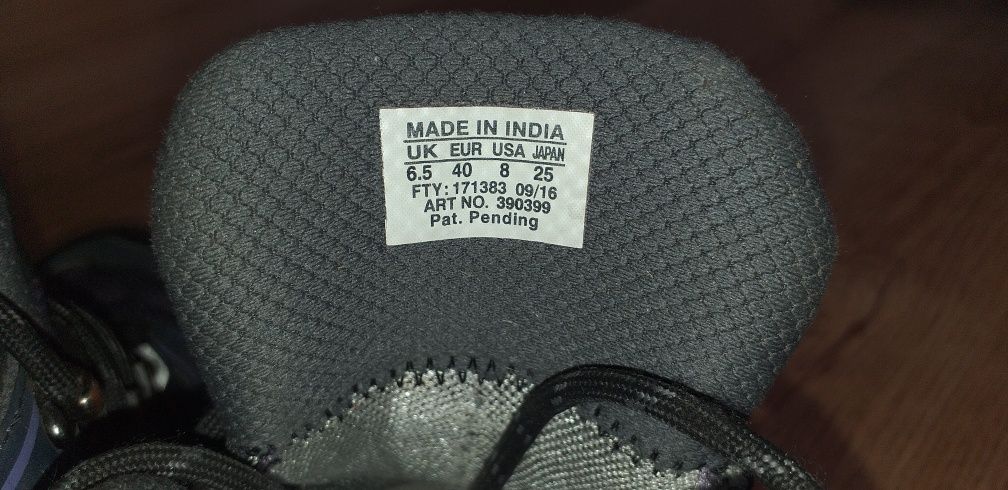 MADE IN INDIA
UK EUR USA JAPAN
6.5 40 8 25
FTY: 171383 09/16
ART NO. 390399
Pat. Pending